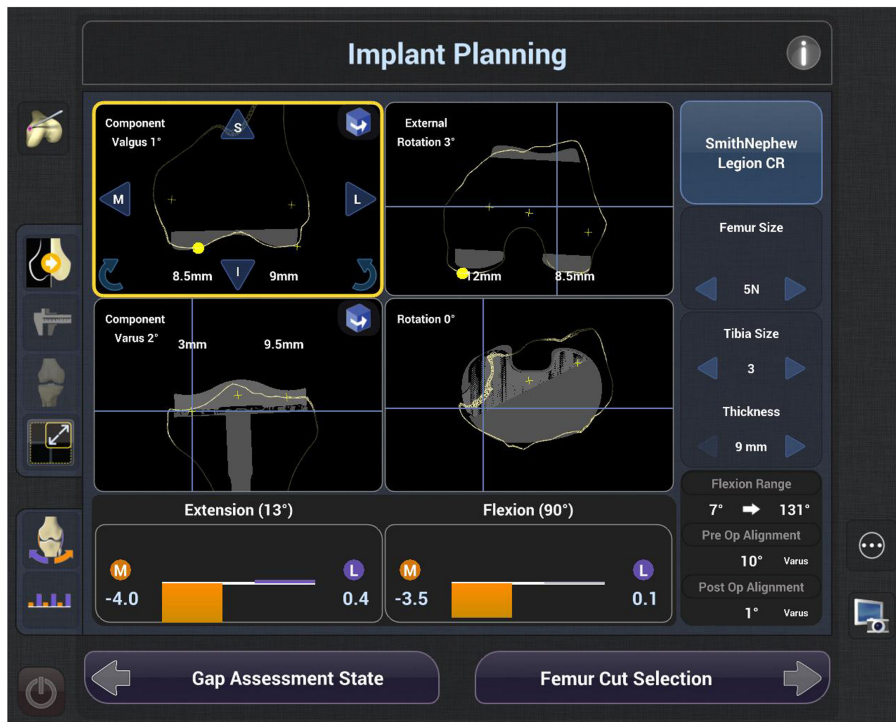 Implant Planning
i
Component
Valgus 1°
S
M
L
8.5mm
I
9mm
External
Rotation 3°
12mm
8.5mm
SmithNephew
Legion CR
Femur Size
5N
Component
Varus 2°
3mm
9.5mm
Rotation 0°
Tibia Size
3
Thickness
9 mm
Extension (13°)
M
L
-4.0
0.4
Flexion (90°)
M
L
-3.5
0.1
Flexion Range
7°
131°
Pre Op Alignment
10° Varus
Post Op Alignment
1° Varus
Gap Assessment State
Femur Cut Selection